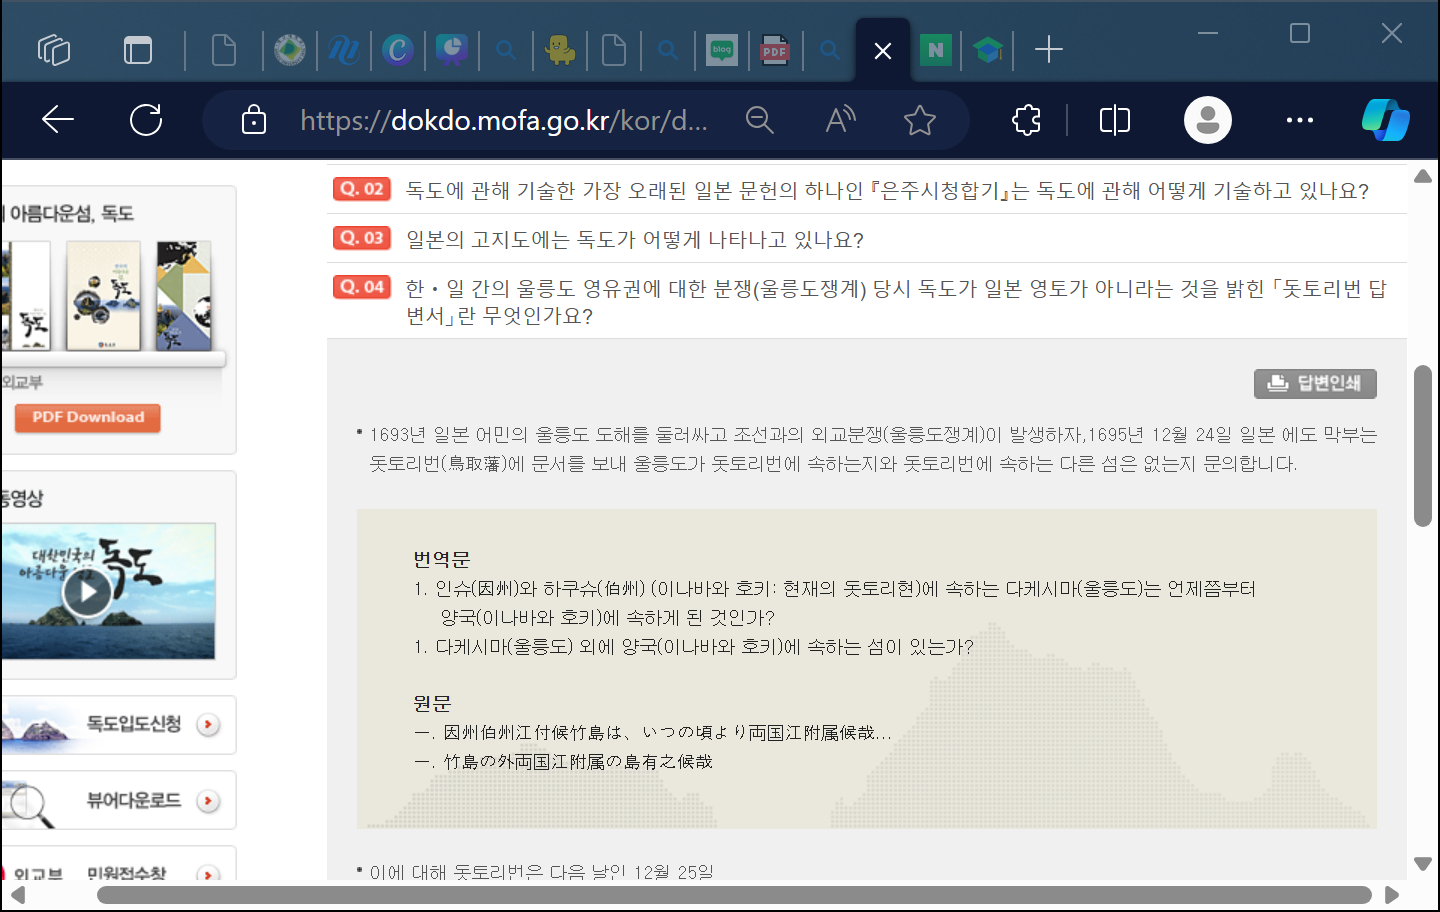 https://dokdo.mofa.go.kr/kor/d...
아름다운섬, 독도
독도
독도
독도
외교부
PDF Download
동영상
대한민국의
아름다운 섬
독도
독도입도신청
뷰어다운로드
외교부 민원접수창
Q. 02 독도에 관해 기술한 가장 오래된 일본 문헌의 하나인 『은주시청합기』는 독도에 관해 어떻게 기술하고 있나요?
Q. 03 일본의 고지도에는 독도가 어떻게 나타나고 있나요?
Q. 04 한・일 간의 울릉도 영유권에 대한 분쟁(울릉도쟁계) 당시 독도가 일본 영토가 아니라는 것을 밝힌 「돗토리번 답
변서」란 무엇인가요?
답변인쇄
• 1693년 일본 어민의 울릉도 도해를 둘러싸고 조선과의 외교분쟁(울릉도쟁계)이 발생하자,1695년 12월 24일 일본 에도 막부는
돗토리번(鳥取藩)에 문서를 보내 울릉도가 돗토리번에 속하는지와 돗토리번에 속하는 다른 섬은 없는지 문의합니다.
번역문
1. 인슈(因州)와 하쿠슈(伯州) (이나바와 호키: 현재의 돗토리현)에 속하는 다케시마(울릉도)는 언제쯤부터
양국(이나바와 호키)에 속하게 된 것인가?
1. 다케시마(울릉도) 외에 양국(이나바와 호키)에 속하는 섬이 있는가?
원문
一. 因州伯州江付候竹島は、いつの頃より両国江附属候哉...
一. 竹島の外両国江附属の島有之候哉
• 이에 대해 돗토리번은 다음 날인 12월 25일